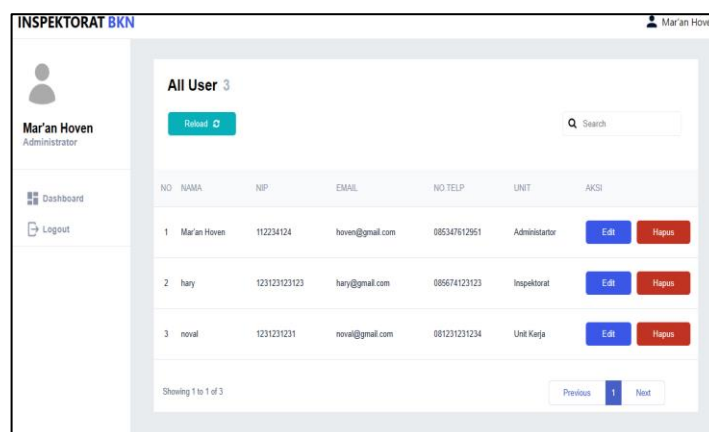 INSPEKTORAT BKN
Mar'an Hove
Mar'an Hoven
Administrator
Dashboard
Logout
All User 3
Reload
Search
NO NAMA NIP EMAIL NO.TELP UNIT AKSI
1 Mar'an Hoven 112234124 hoven@gmail.com 085347612951 Administartor Edit Hapus
2 hary 123123123123 hary@gmail.com 085674123123 Inspektorat Edit Hapus
3 noval 1231231231 noval@gmail.com 081231231234 Unit Kerja Edit Hapus
Showing 1 to 1 of 3
Previous 1 Next